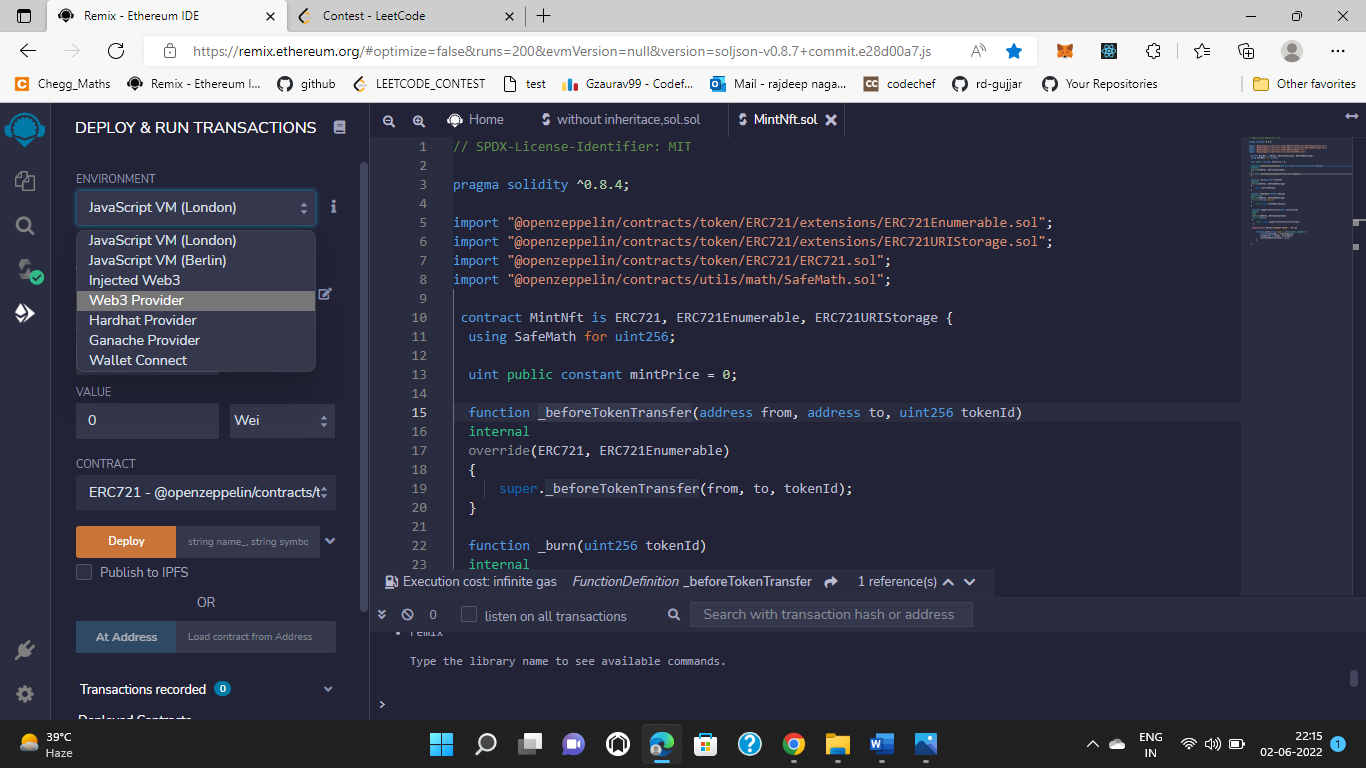 Remix - Ethereum IDE
Contest - LeetCode
https://remix.ethereum.org/#optimize=false&runs=200&evmVersion=null&version=soljson-v0.8.7+commit.e28d00a7.js
Chegg_Maths
Remix - Ethereum I...
github
LEETCODE_CONTEST
test
Gzaurav99 - Codef...
Mail - rajdeep naga...
codechef
rd-gujjar
Your Repositories
Other favorites
DEPLOY & RUN TRANSACTIONS
ENVIRONMENT
JavaScript VM (London)
JavaScript VM (London)
JavaScript VM (Berlin)
Injected Web3
Web3 Provider
Hardhat Provider
Ganache Provider
Wallet Connect
VALUE
0
Wei
CONTRACT
ERC721 - @openzeppelin/contracts/t
Deploy
string name_, string symbo
Publish to IPFS
OR
At Address
Load contract from Address
Transactions recorded 0
Deployed Contracts
Home
without inheritace,sol.sol
MintNft.sol
1 // SPDX-License-Identifier: MIT
2
3 pragma solidity ^0.8.4;
4
5 import "@openzeppelin/contracts/token/ERC721/extensions/ERC721Enumerable.sol";
6 import "@openzeppelin/contracts/token/ERC721/extensions/ERC721URIStorage.sol";
7 import "@openzeppelin/contracts/token/ERC721/ERC721.sol";
8 import "@openzeppelin/contracts/utils/math/SafeMath.sol";
9
10 contract MintNft is ERC721, ERC721Enumerable, ERC721URIStorage {
11 using SafeMath for uint256;
12
13 uint public constant mintPrice = 0;
14
15 function _beforeTokenTransfer(address from, address to, uint256 tokenId)
16 internal
17 override(ERC721, ERC721Enumerable)
18 {
19 super._beforeTokenTransfer(from, to, tokenId);
20 }
21
22 function _burn(uint256 tokenId)
23 internal
Execution cost: infinite gas FunctionDefinition _beforeTokenTransfer 1 reference(s)
0 listen on all transactions
Search with transaction hash or address
• remix
Type the library name to see available commands.
>
39°C
Haze
ENG
IN
22:15
02-06-2022
1